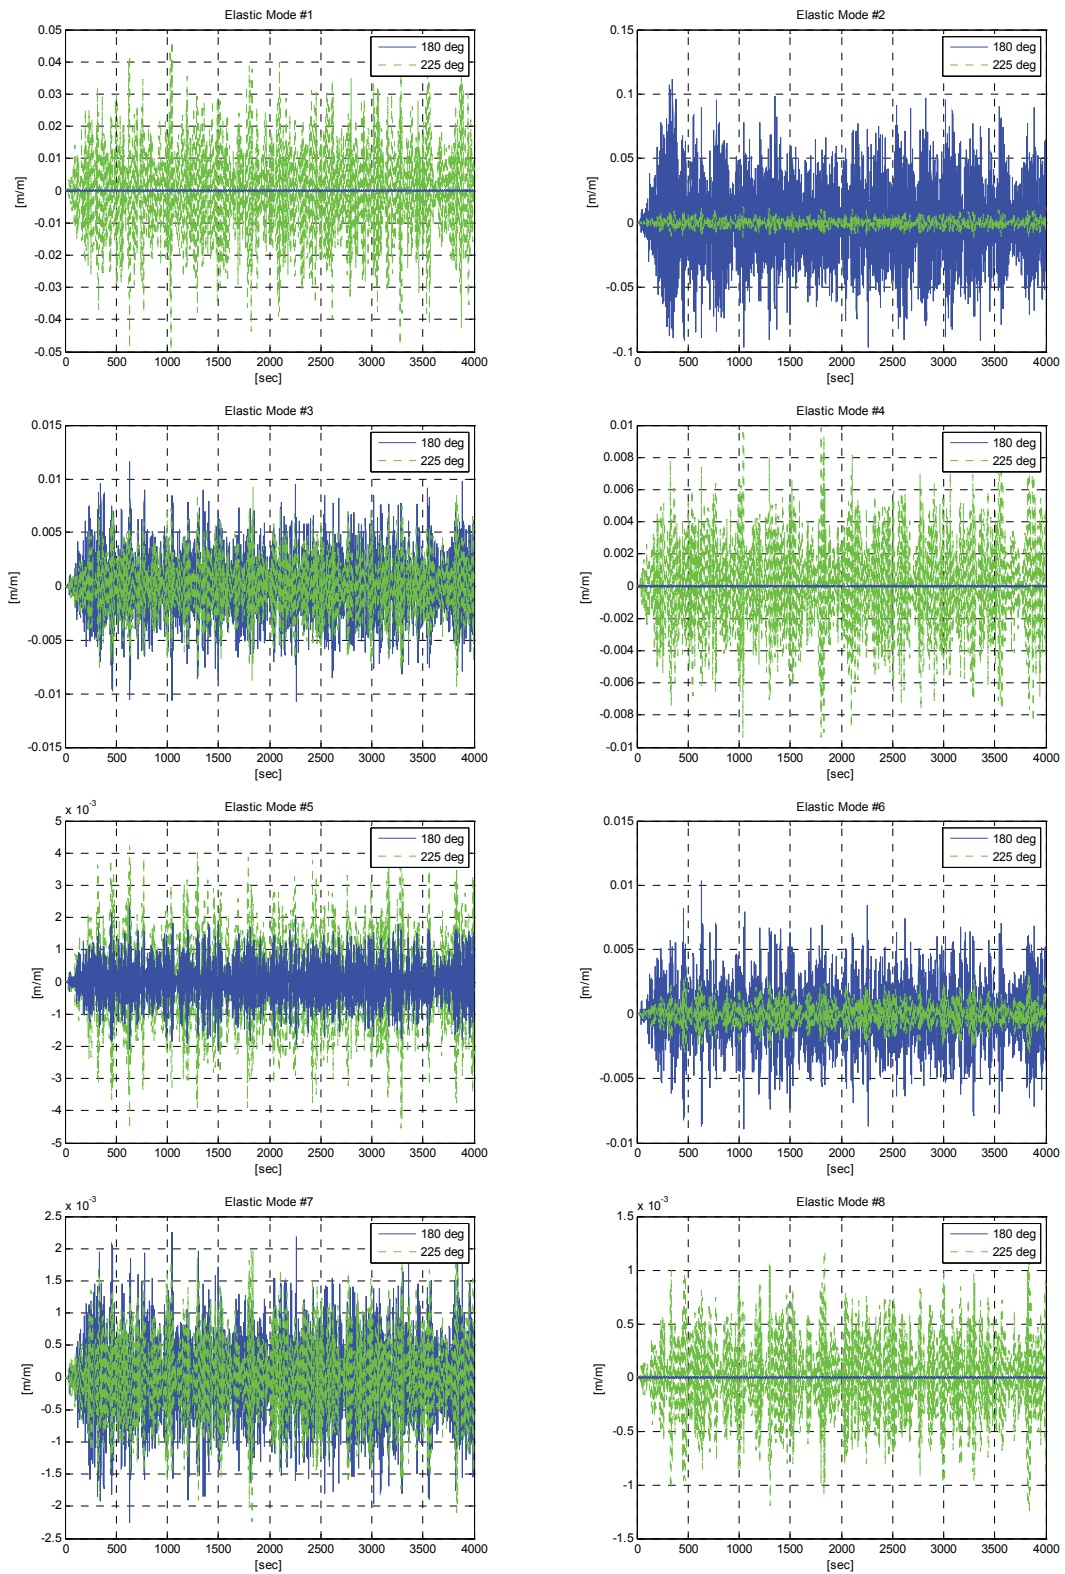 Elastic Mode #1
0.05
0.04
0.03
0.02
0.01
0
-0.01
-0.02
-0.03
-0.04
-0.05
[m/m]
180 deg
225 deg
0 500 1000 1500 2000 2500 3000 3500 4000
[sec]
Elastic Mode #2
0.15
0.1
0.05
0
-0.05
-0.1
[m/m]
180 deg
225 deg
0 500 1000 1500 2000 2500 3000 3500 4000
[sec]
Elastic Mode #3
0.015
0.01
0.005
0
-0.005
-0.01
-0.015
[m/m]
180 deg
225 deg
0 500 1000 1500 2000 2500 3000 3500 4000
[sec]
Elastic Mode #4
0.01
0.008
0.006
0.004
0.002
0
-0.002
-0.004
-0.006
-0.008
-0.01
[m/m]
180 deg
225 deg
0 500 1000 1500 2000 2500 3000 3500 4000
[sec]
Elastic Mode #5
x 10^-3
5
4
3
2
1
0
-1
-2
-3
-4
-5
[m/m]
180 deg
225 deg
0 500 1000 1500 2000 2500 3000 3500 4000
[sec]
Elastic Mode #6
0.015
0.01
0.005
0
-0.005
-0.01
[m/m]
180 deg
225 deg
0 500 1000 1500 2000 2500 3000 3500 4000
[sec]
Elastic Mode #7
x 10^-3
2.5
2
1.5
1
0.5
0
-0.5
-1
-1.5
-2
-2.5
[m/m]
180 deg
225 deg
0 500 1000 1500 2000 2500 3000 3500 4000
[sec]
Elastic Mode #8
x 10^-3
1.5
1
0.5
0
-0.5
-1
-1.5
[m/m]
180 deg
225 deg
0 500 1000 1500 2000 2500 3000 3500 4000
[sec]